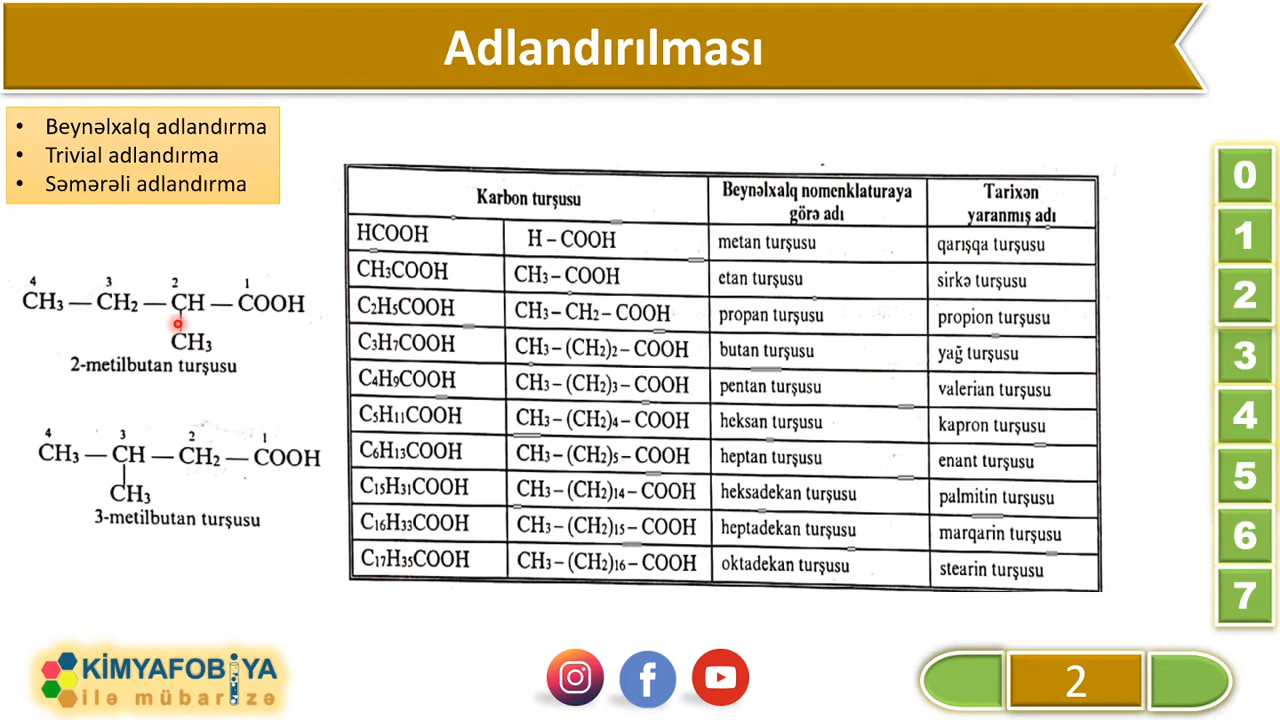 Adlandırılması
• Beynəlxalq adlandırma
• Trivial adlandırma
• Səmərəli adlandırma
4 3 2 1
CH₃ — CH₂ — CH — COOH
CH₃
2-metilbutan turşusu
4 3 2 1
CH₃ — CH — CH₂ — COOH
CH₃
3-metilbutan turşusu
Karbon turşusu
Beynəlxalq nomenklaturaya
görə adı
Tarixən
yaranmış adı
HCOOH H – COOH metan turşusu qarışqa turşusu
CH₃COOH CH₃ – COOH etan turşusu sirkə turşusu
C₂H₅COOH CH₃ – CH₂ – COOH propan turşusu propion turşusu
C₃H₇COOH CH₃ – (CH₂)₂ – COOH butan turşusu yağ turşusu
C₄H₉COOH CH₃ – (CH₂)₃ – COOH pentan turşusu valerian turşusu
C₅H₁₁COOH CH₃ – (CH₂)₄ – COOH heksan turşusu kapron turşusu
C₆H₁₃COOH CH₃ – (CH₂)₅ – COOH heptan turşusu enant turşusu
C₁₅H₃₁COOH CH₃ – (CH₂)₁₄ – COOH heksadekan turşusu palmitin turşusu
C₁₆H₃₃COOH CH₃ – (CH₂)₁₅ – COOH heptadekan turşusu marqarin turşusu
C₁₇H₃₅COOH CH₃ – (CH₂)₁₆ – COOH oktadekan turşusu stearin turşusu
0
1
2
3
4
5
6
7
KİMYAFOBİYA
ilə mübarizə
2